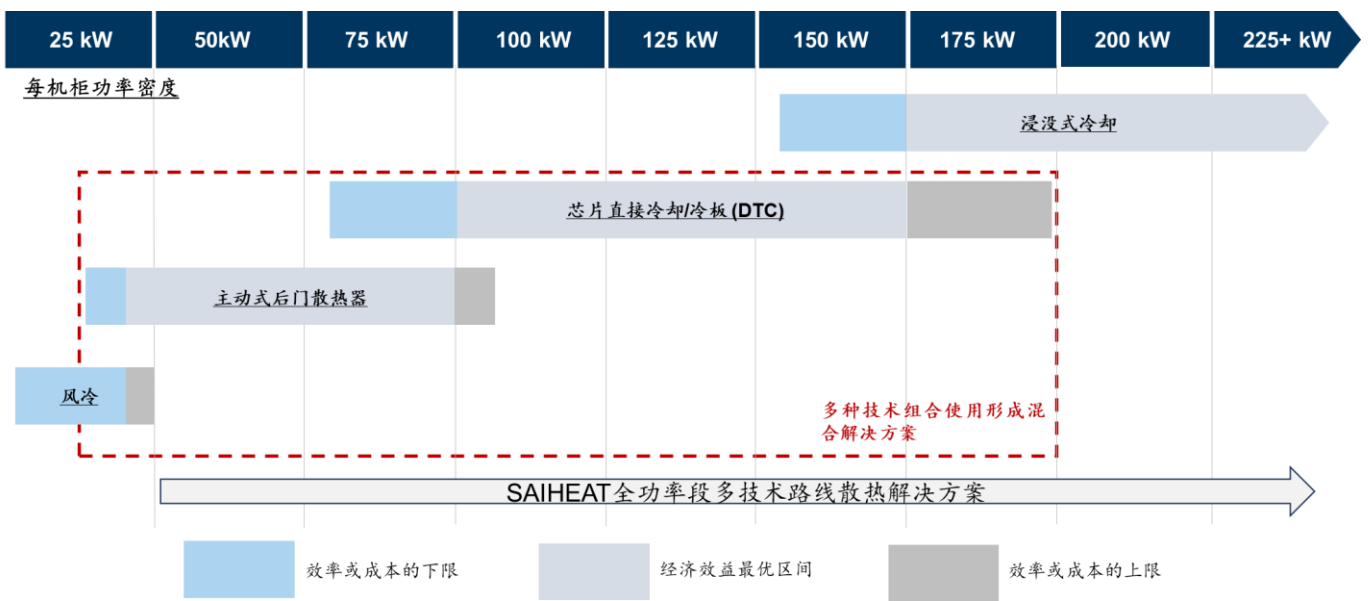 25 kW
50kW
75 kW
100 kW
125 kW
150 kW
175 kW
200 kW
225+ kW
每机柜功率密度
浸没式冷却
芯片直接冷却/冷板(DTC)
主动式后门散热器
风冷
多种技术组合使用形成混
合解决方案
SAIHEAT全功率段多技术路线散热解决方案
效率或成本的下限
经济效益最优区间
效率或成本的上限